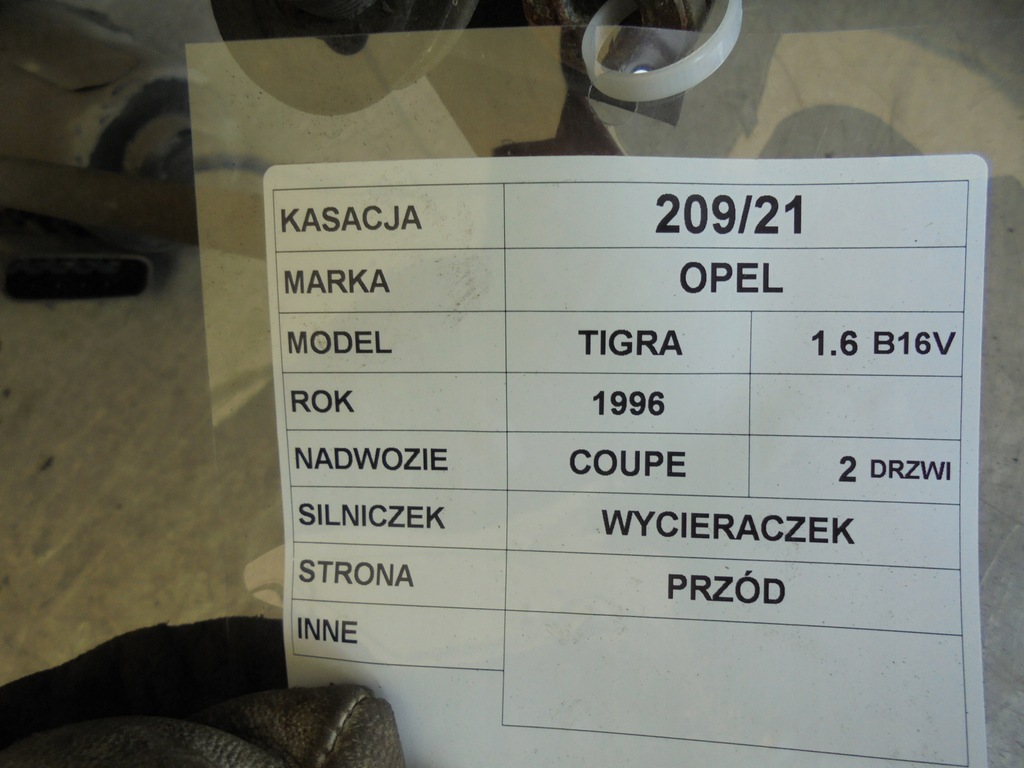 KASACJA 209/21
MARKA OPEL
MODEL TIGRA 1.6 B16V
ROK 1996
NADWOZIE COUPE 2 DRZWI
SILNICZEK WYCIERACZEK
STRONA PRZÓD
INNE